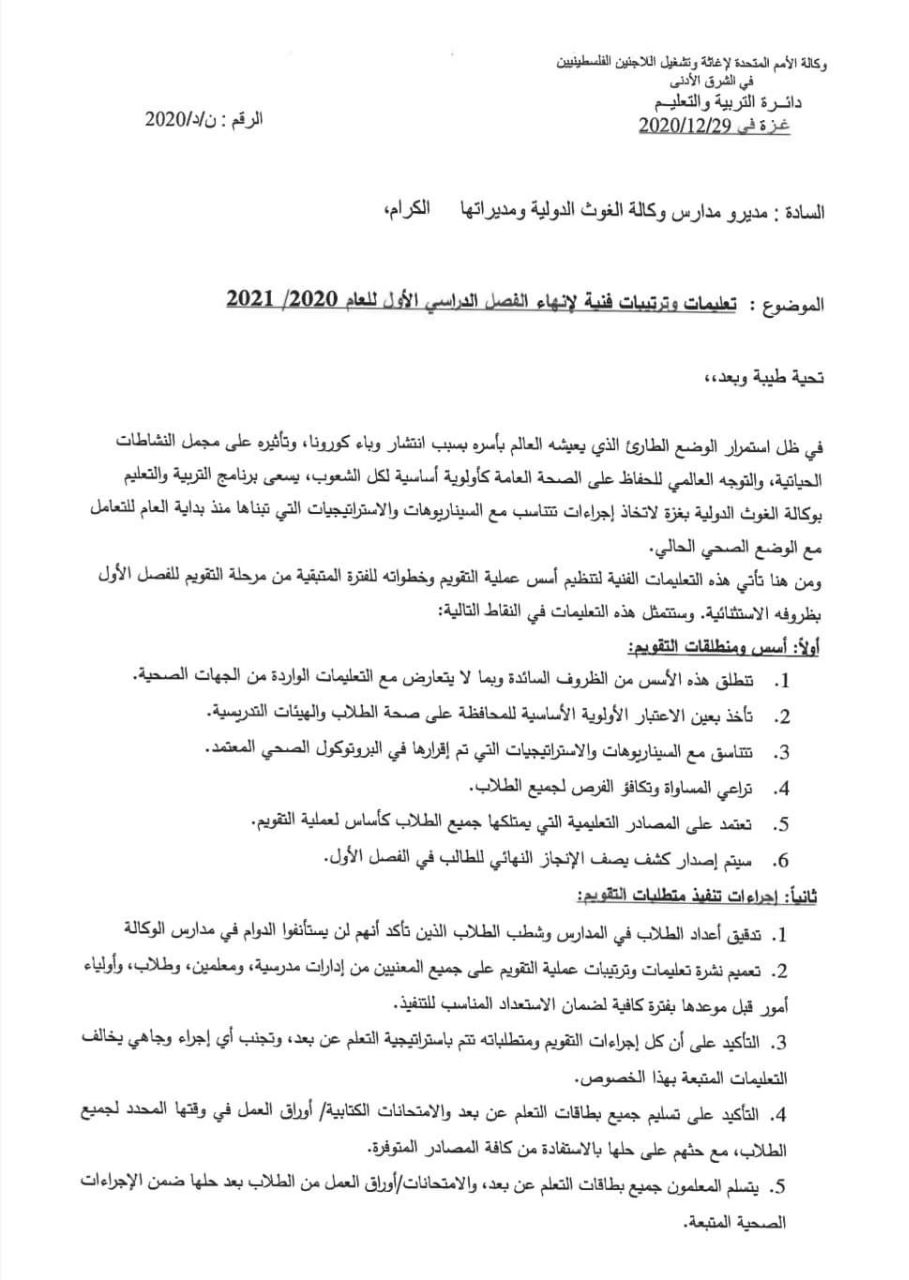 وكالة الأمم المتحدة لإغاثة وتشغيل اللاجئين الفلسطينيين
في الشرق الأدنى
دائـرة التربية والتعليـم
غـزة في 2020/12/29
الرقم : ن/د/2020
السادة : مديرو مدارس وكالة الغوث الدولية ومديراتها الكرام،
الموضوع : تعليمات وترتيبات فنية لإنهاء الفصل الدراسي الأول للعام 2020/ 2021
تحية طيبة وبعد،،
في ظل استمرار الوضع الطارئ الذي يعيشه العالم بأسره بسبب انتشار وباء كورونا، وتأثيره على مجمل النشاطات
الحياتية، والتوجه العالمي للحفاظ على الصحة العامة كأولوية أساسية لكل الشعوب، يسعى برنامج التربية والتعليم
بوكالة الغوث الدولية بغزة لاتخاذ إجراءات تتناسب مع السيناريوهات والاستراتيجيات التي تبناها منذ بداية العام للتعامل
مع الوضع الصحي الحالي.
ومن هنا تأتي هذه التعليمات الفنية لتنظيم أسس عملية التقويم وخطواته للفترة المتبقية من مرحلة التقويم للفصل الأول
بظروفه الاستثنائية. وستتمثل هذه التعليمات في النقاط التالية:
أولاً: أسس ومنطلقات التقويم:
1. تنطلق هذه الأسس من الظروف السائدة وبما لا يتعارض مع التعليمات الواردة من الجهات الصحية.
2. تأخذ بعين الاعتبار الأولوية الأساسية للمحافظة على صحة الطلاب والهيئات التدريسية.
3. تتناسق مع السيناريوهات والاستراتيجيات التي تم إقرارها في البروتوكول الصحي المعتمد.
4. تراعي المساواة وتكافؤ الفرص لجميع الطلاب.
5. تعتمد على المصادر التعليمية التي يمتلكها جميع الطلاب كأساس لعملية التقويم.
6. سيتم إصدار كشف يصف الإنجاز النهائي للطالب في الفصل الأول.
ثانياً: إجراءات تنفيذ متطلبات التقويم:
1. تدقيق أعداد الطلاب في المدارس وشطب الطلاب الذين تأكد أنهم لن يستأنفوا الدوام في مدارس الوكالة
2. تعميم نشرة تعليمات وترتيبات عملية التقويم على جميع المعنيين من إدارات مدرسية، ومعلمين، وطلاب، وأولياء
أمور قبل موعدها بفترة كافية لضمان الاستعداد المناسب للتنفيذ.
3. التأكيد على أن كل إجراءات التقويم ومتطلباته تتم باستراتيجية التعلم عن بعد، وتجنب أي إجراء وجاهي يخالف
التعليمات المتبعة بهذا الخصوص.
4. التأكيد على تسليم جميع بطاقات التعلم عن بعد والامتحانات الكتابية/ أوراق العمل في وقتها المحدد لجميع
الطلاب، مع حثهم على حلها بالاستفادة من كافة المصادر المتوفرة.
5. يتسلم المعلمون جميع بطاقات التعلم عن بعد، والامتحانات/أوراق العمل من الطلاب بعد حلها ضمن الإجراءات
الصحية المتبعة.